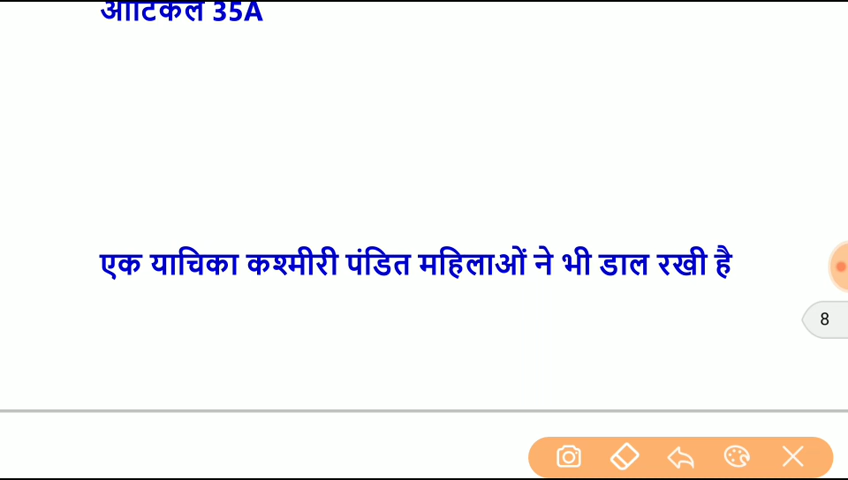 आर्टिकल 35A
एक याचिका कश्मीरी पंडित महिलाओं ने भी डाल रखी है
8